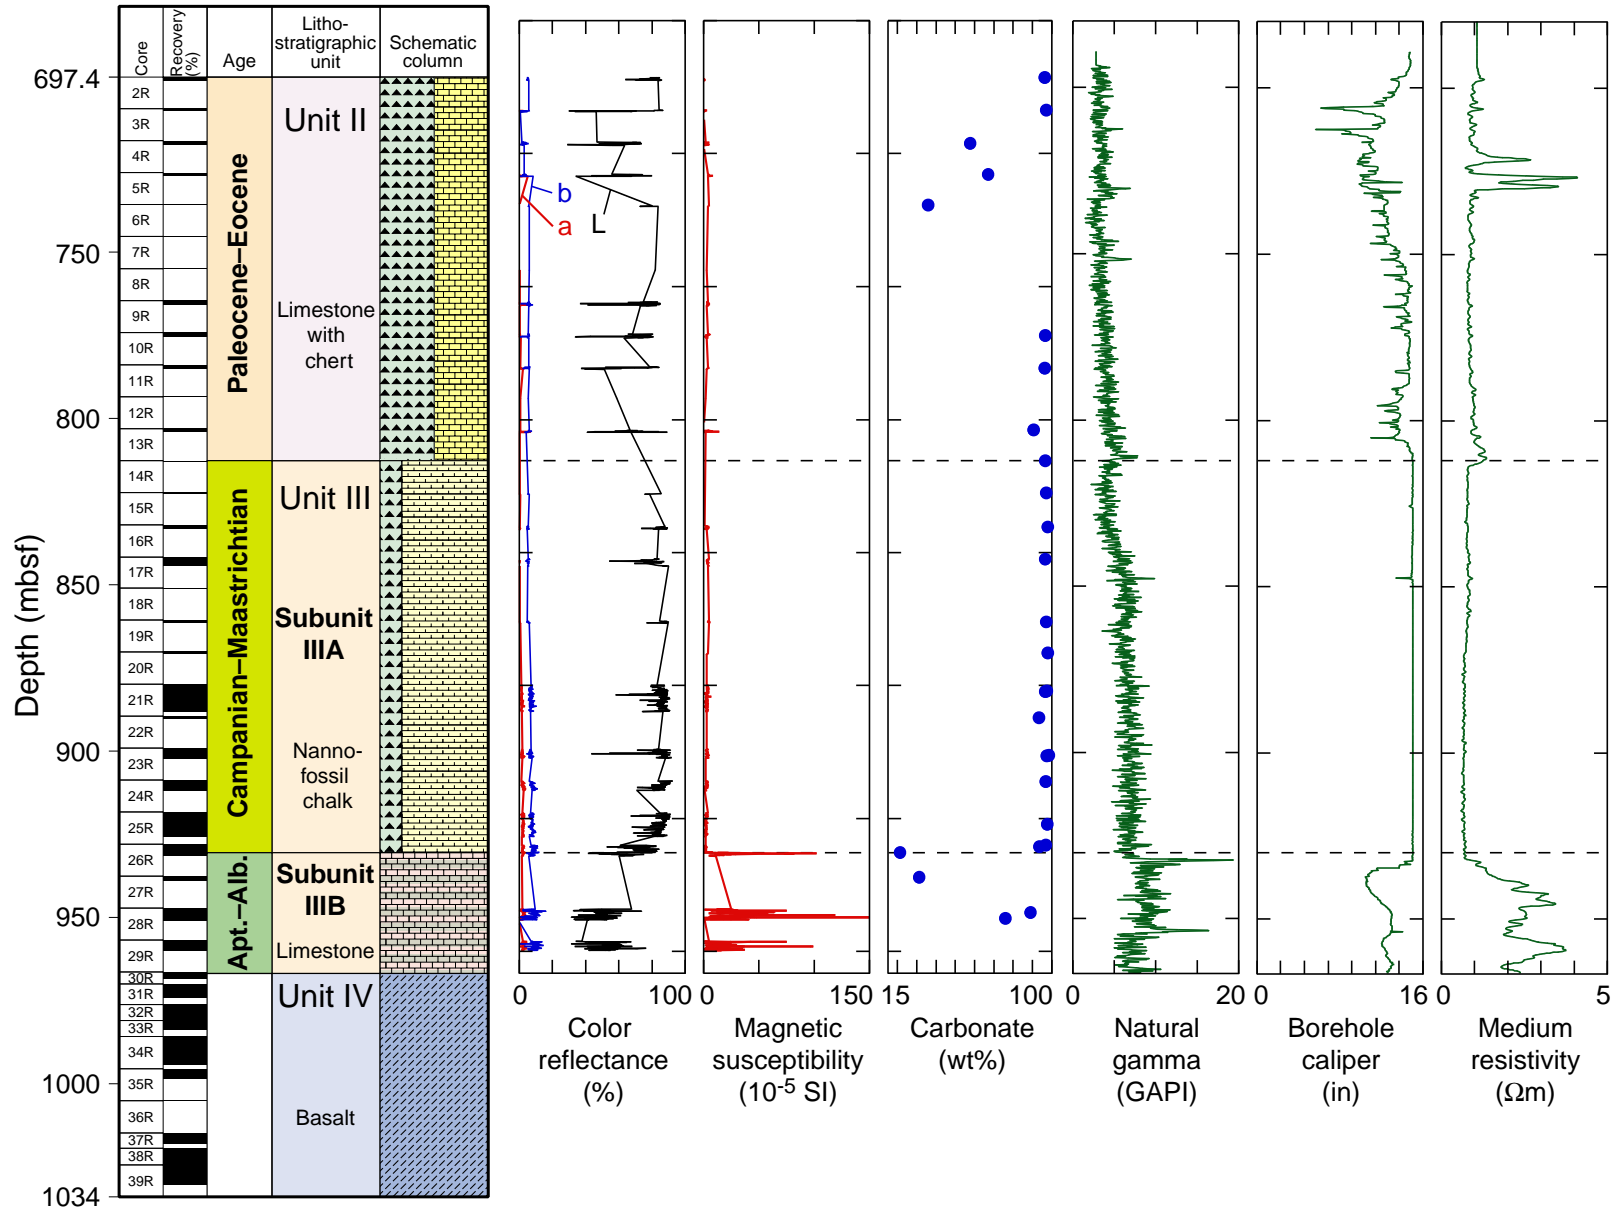 Core
Recovery (%)
Age
Litho-
stratigraphic
unit
Schematic
column
697.4
750
800
850
900
950
1000
1034
Depth (mbsf)
2R
3R
4R
5R
6R
7R
8R
9R
10R
11R
12R
13R
14R
15R
16R
17R
18R
19R
20R
21R
22R
23R
24R
25R
26R
27R
28R
29R
30R
31R
32R
33R
34R
35R
36R
37R
38R
39R
Paleocene–Eocene
Campanian–Maastrichtian
Apt.–Alb.
Unit II
Limestone
with
chert
Unit III
Subunit
IIIA
Nanno-
fossil
chalk
Subunit
IIIB
Limestone
Unit IV
Basalt
b
a
L
0 100
Color
reflectance
(%)
0 150
Magnetic
susceptibility
(10-5 SI)
15 100
Carbonate
(wt%)
0 20
Natural
gamma
(GAPI)
0 16
Borehole
caliper
(in)
0 5
Medium
resistivity
(Ωm)